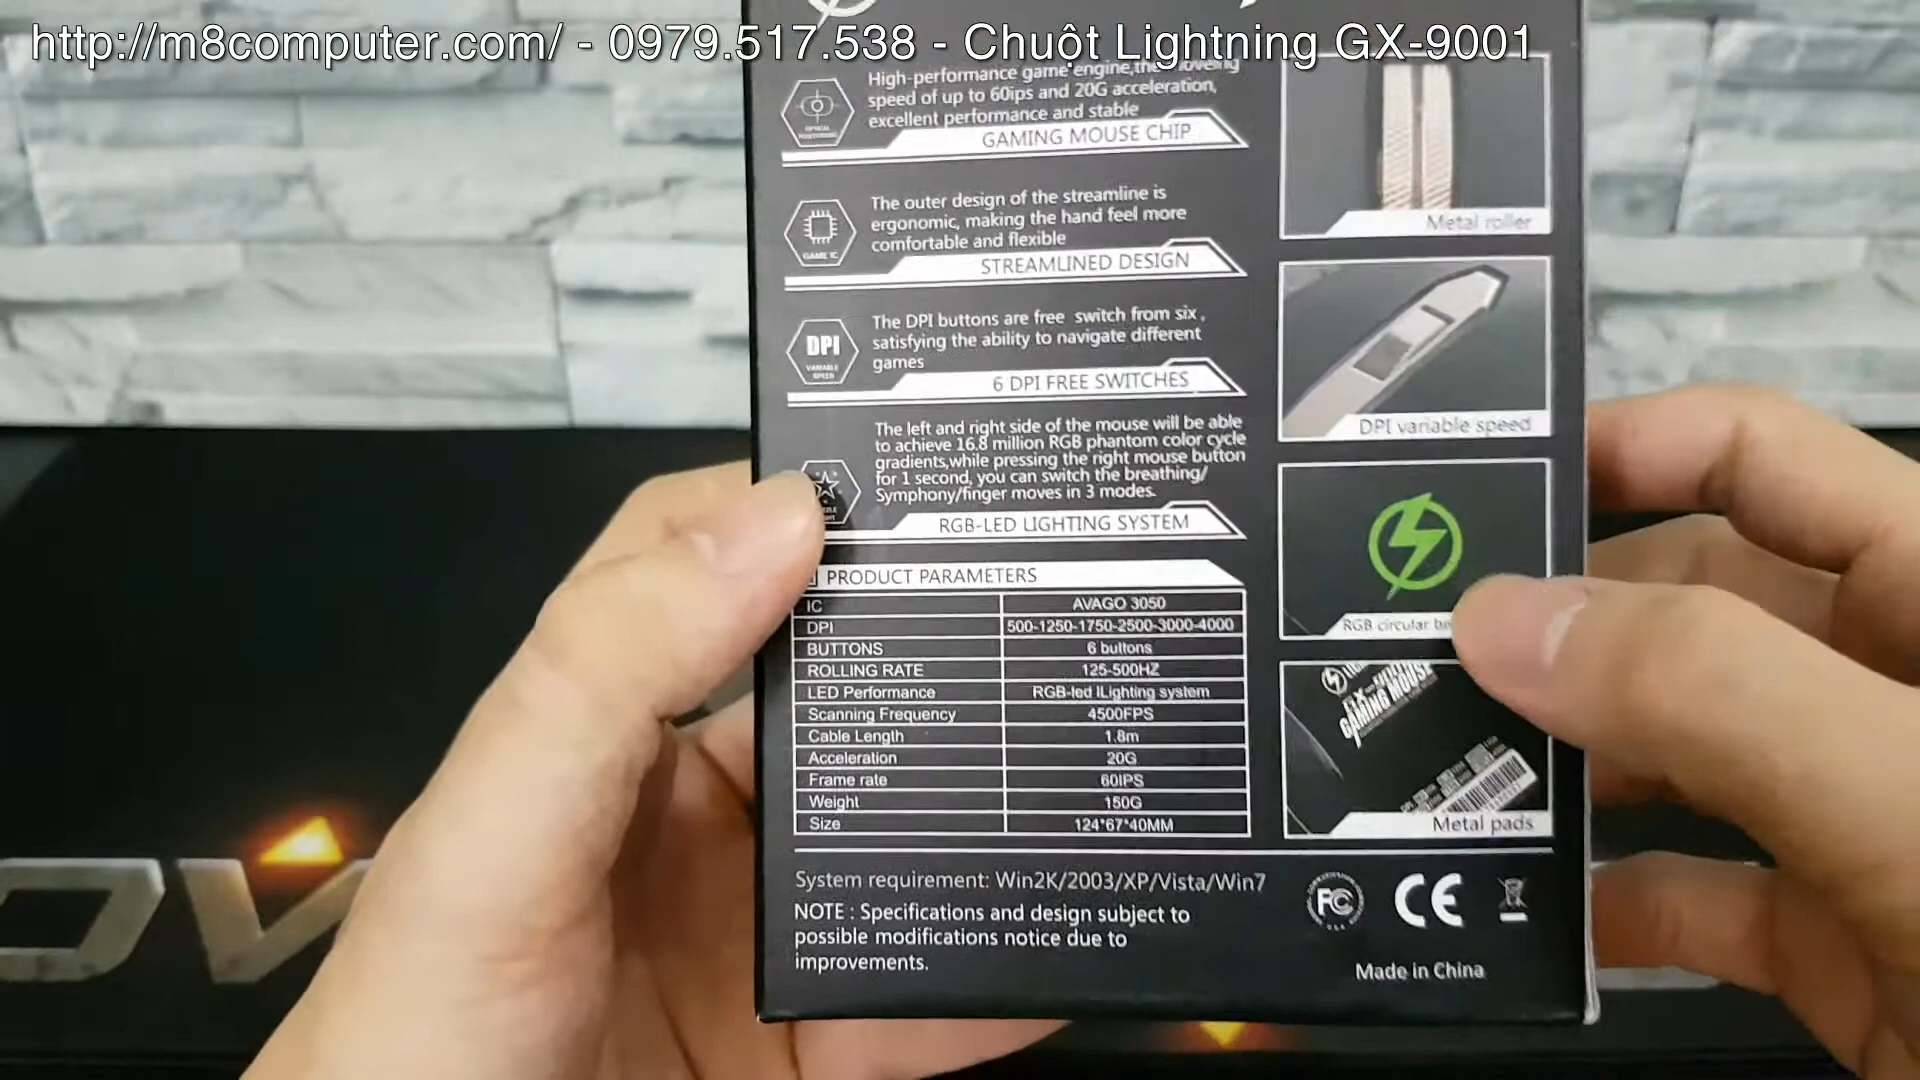 http://m8computer.com/ - 0979.517.538 - Chuột Lightning GX-9001
High-performance game engine,the
speed of up to 60ips and 20G acceleration,
excellent performance and stable
GAMING MOUSE CHIP
The outer design of the streamline is
ergonomic, making the hand feel more
comfortable and flexible
GAME IC
STREAMLINED DESIGN
The DPI buttons are free switch from six ,
satisfying the ability to navigate different
games
DPI
VARIABLE
SPEED
6 DPI FREE SWITCHES
The left and right side of the mouse will be able
to achieve 16.8 million RGB phantom color cycle
gradients,while pressing the right mouse button
for 1 second, you can switch the breathing/
Symphony/finger moves in 3 modes.
RGB-LED LIGHTING SYSTEM
PRODUCT PARAMETERS
IC AVAGO 3050
DPI 500-1250-1750-2500-3000-4000
BUTTONS 6 buttons
ROLLING RATE 125-500HZ
LED Performance RGB-led lLighting system
Scanning Frequency 4500FPS
Cable Length 1.8m
Acceleration 20G
Frame rate 60IPS
Weight 150G
Size 124*67*40MM
System requirement: Win2K/2003/XP/Vista/Win7
NOTE : Specifications and design subject to
possible modifications notice due to
improvements.
Metal roller
DPI variable speed
RGB circular
GAMING MOUSE
Metal pads
FC CE
Made in China